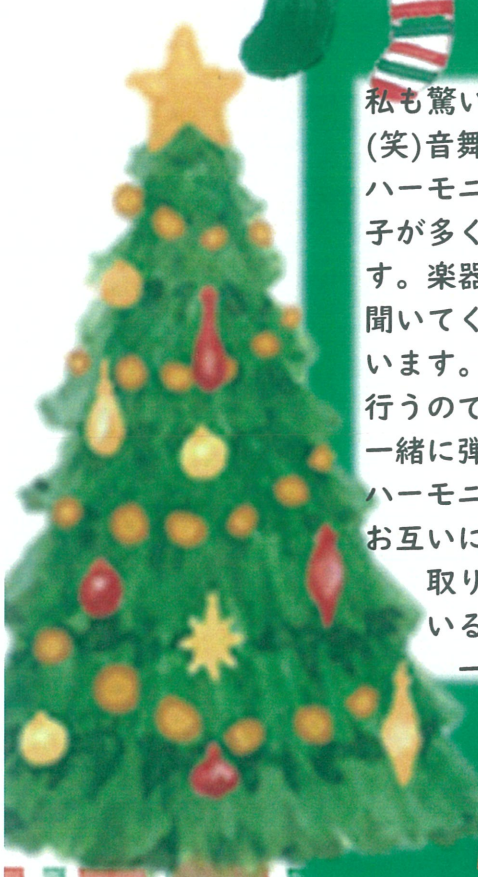 私も驚い
(笑)音舞
ハーモニ
子が多く
す。楽器
聞いてく
います。
行うので
一緒に弾
ハーモニ
お互いに
取り
いる
ー